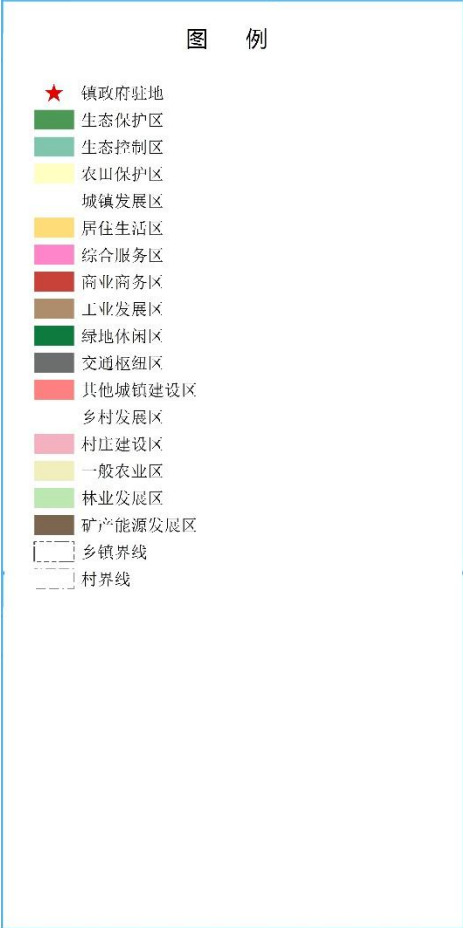 图 例
镇政府驻地
生态保护区
生态控制区
农田保护区
城镇发展区
居住生活区
综合服务区
商业商务区
工业发展区
绿地休闲区
交通枢纽区
其他城镇建设区
乡村发展区
村庄建设区
一般农业区
林业发展区
矿产能源发展区
乡镇界线
村界线